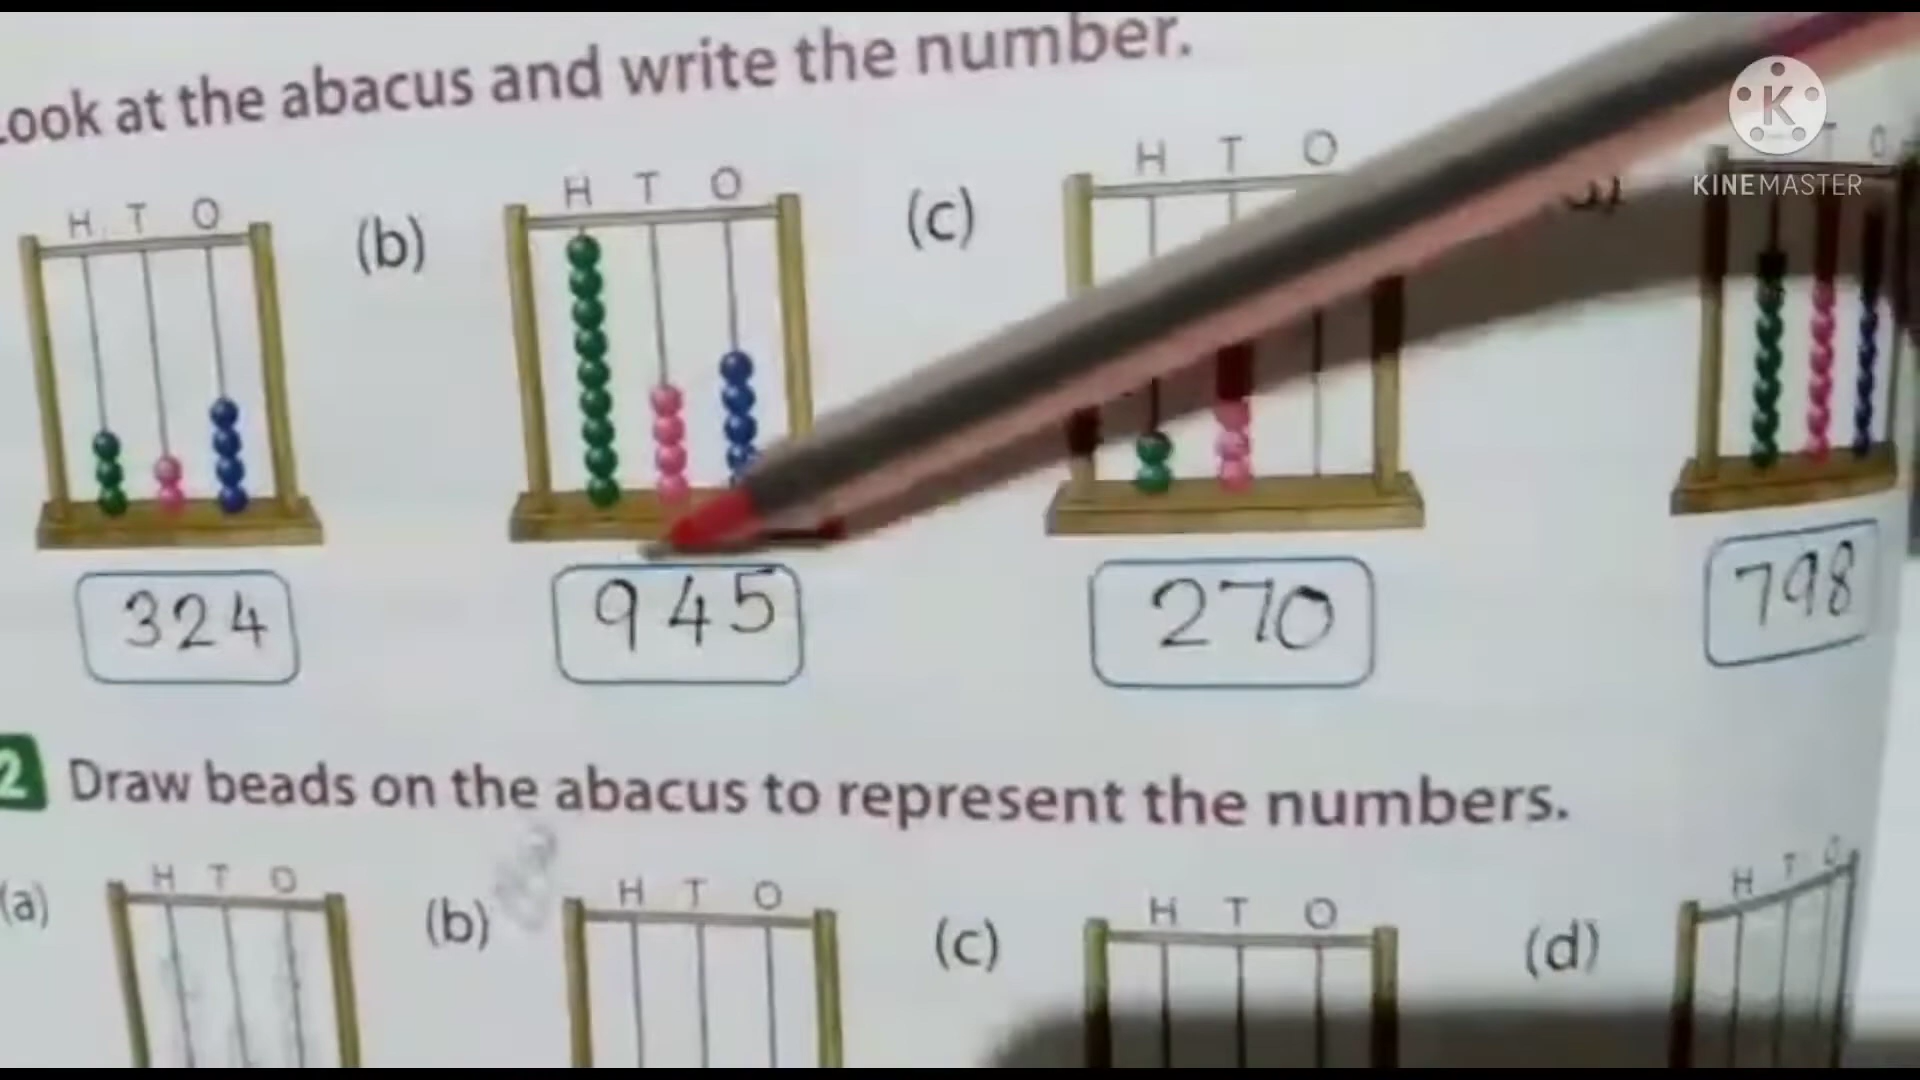 Look at the abacus and write the number.
H T O
(b) H T O
(c) H T O
T O
K
KINEMASTER
324
945
270
798
2 Draw beads on the abacus to represent the numbers.
(a) H T O
(b) H T O
(c) H T O
(d) H T O